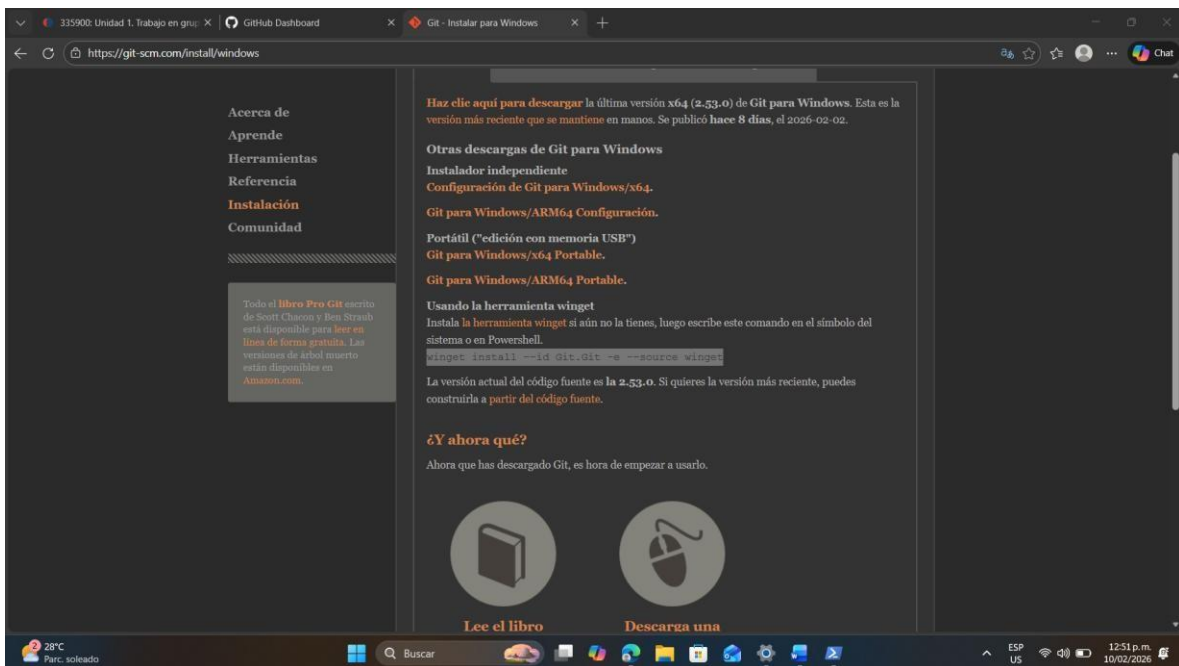 335900: Unidad 1. Trabajo en grup
GitHub Dashboard
Git - Instalar para Windows
https://git-scm.com/install/windows
Chat
Acerca de
Aprende
Herramientas
Referencia
Instalación
Comunidad
Todo el libro Pro Git escrito
de Scott Chacon y Ben Straub
está disponible para leer en
línea de forma gratuita. Las
versiones de árbol muerto
están disponibles en
Amazon.com.
Haz clic aquí para descargar la última versión x64 (2.53.0) de Git para Windows. Esta es la
versión más reciente que se mantiene en manos. Se publicó hace 8 días, el 2026-02-02.
Otras descargas de Git para Windows
Instalador independiente
Configuración de Git para Windows/x64.
Git para Windows/ARM64 Configuración.
Portátil ("edición con memoria USB")
Git para Windows/x64 Portable.
Git para Windows/ARM64 Portable.
Usando la herramienta winget
Instala la herramienta winget si aún no la tienes, luego escribe este comando en el símbolo del
sistema o en Powershell.
winget install --id Git.Git -e --source winget
La versión actual del código fuente es la 2.53.0. Si quieres la versión más reciente, puedes
construirla a partir del código fuente.
¿Y ahora qué?
Ahora que has descargado Git, es hora de empezar a usarlo.
Lee el libro
Descarga una
2
28°C
Parc. soleado
Buscar
ESP
US
12:51 p.m.
10/02/2026